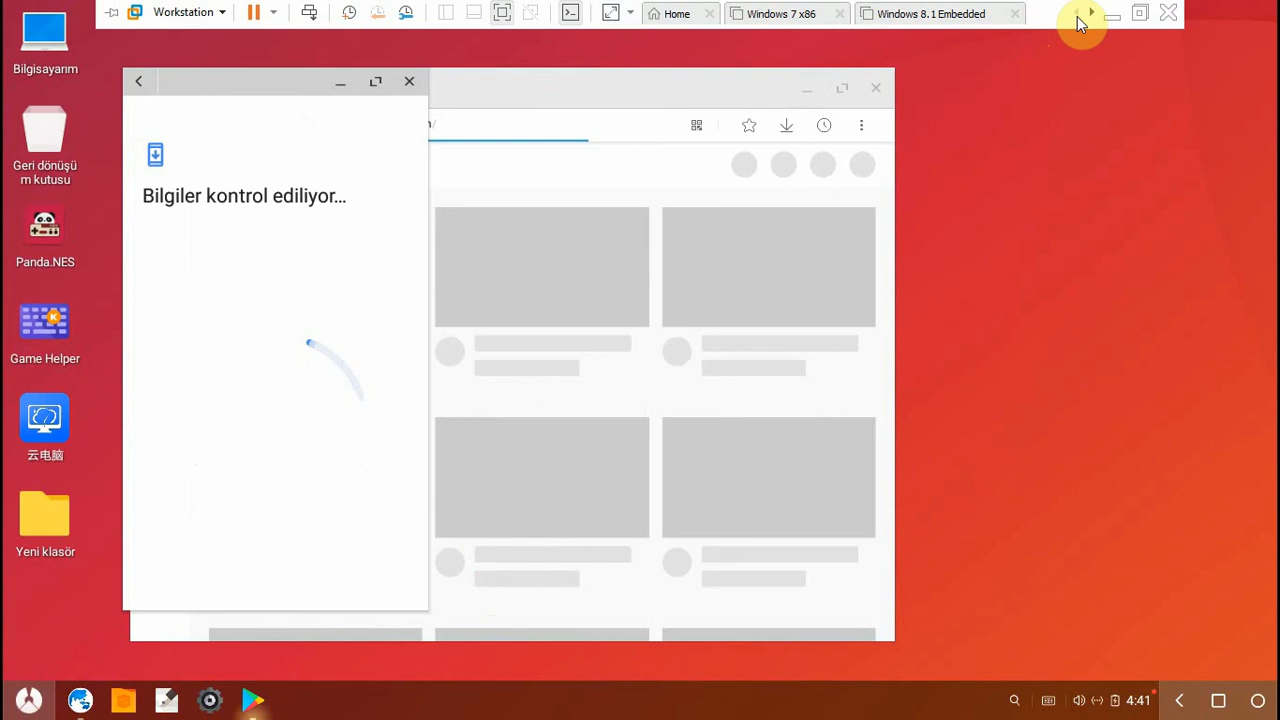 Workstation
Home
Windows 7 x86
Windows 8.1 Embedded
Bilgisayarım
Geri dönüşü
m kutusu
Panda.NES
Game Helper
云电脑
Yeni klasör
/
Bilgiler kontrol ediliyor...
4:41